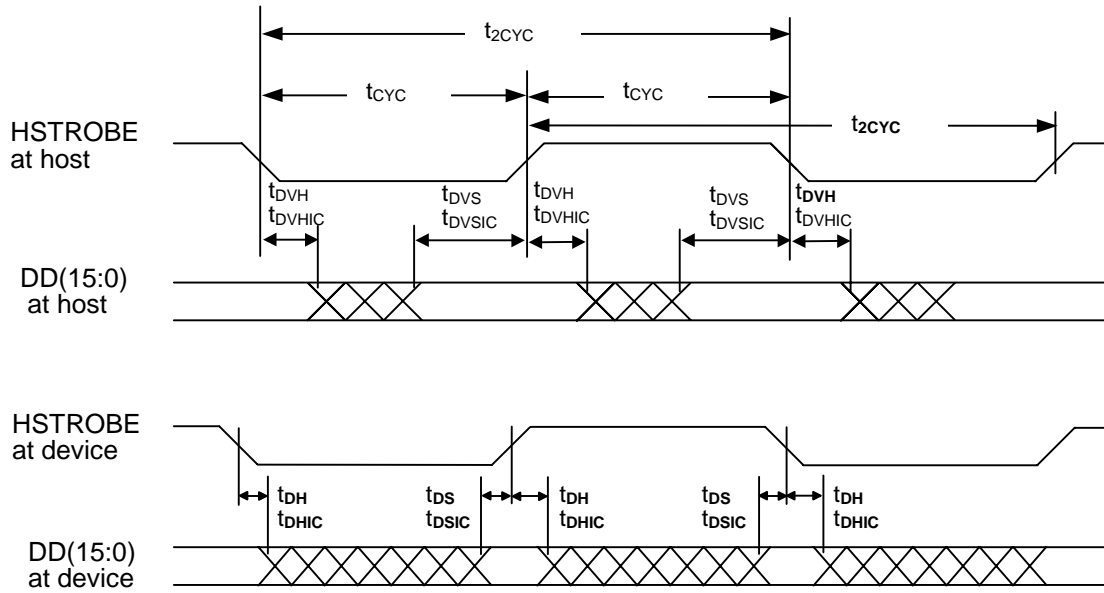 t2CYC
tCYC tCYC
t2CYC
HSTROBE
at host
tDVH tDVS tDVH tDVS tDVH
tDVHIC tDVSIC tDVHIC tDVSIC tDVHIC
DD(15:0)
at host
HSTROBE
at device
tDH tDS tDH tDS tDH
tDHIC tDSIC tDHIC tDSIC tDHIC
DD(15:0)
at device